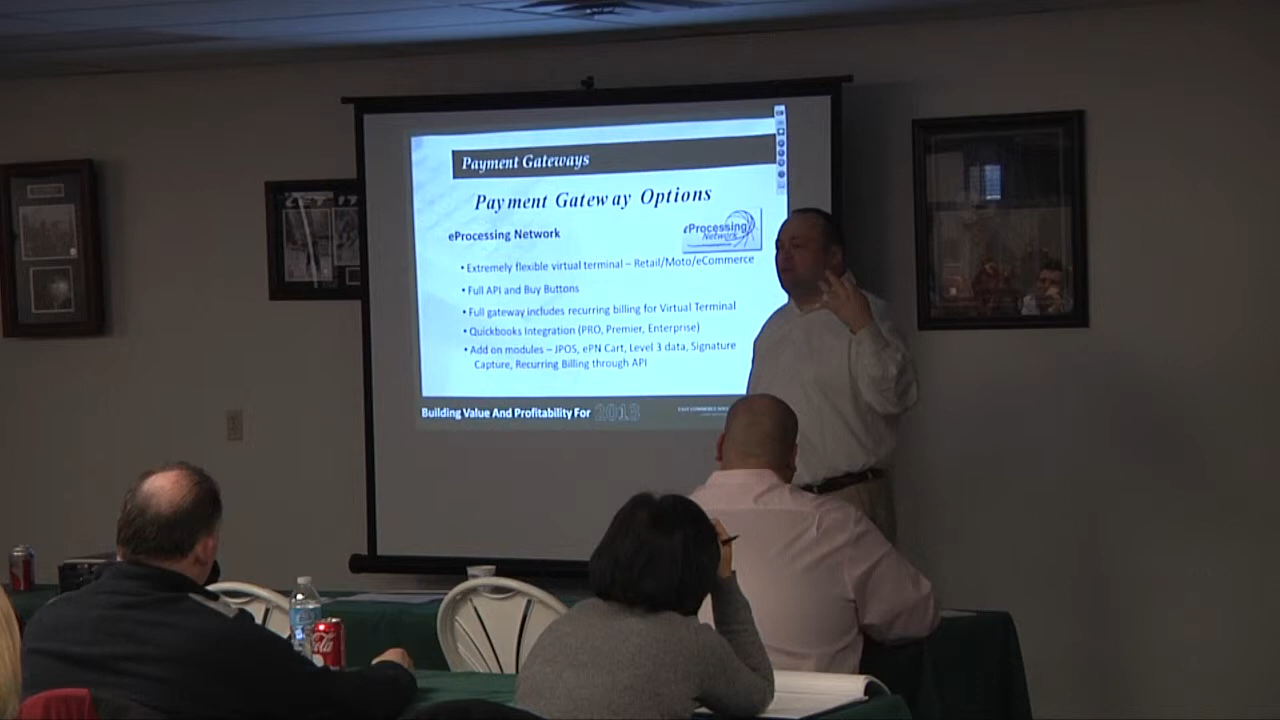 Payment Gateways
Payment Gateway Options
eProcessing Network
eProcessing
Network
• Extremely flexible virtual terminal – Retail/Moto/eCommerce
• Full API and Buy Buttons
• Full gateway includes recurring billing for Virtual Terminal
• Quickbooks Integration (PRO, Premier, Enterprise)
• Add on modules – JPOS, ePN Cart, Level 3 data, Signature
Capture, Recurring Billing through API
Building Value And Profitability For 2013
Cola